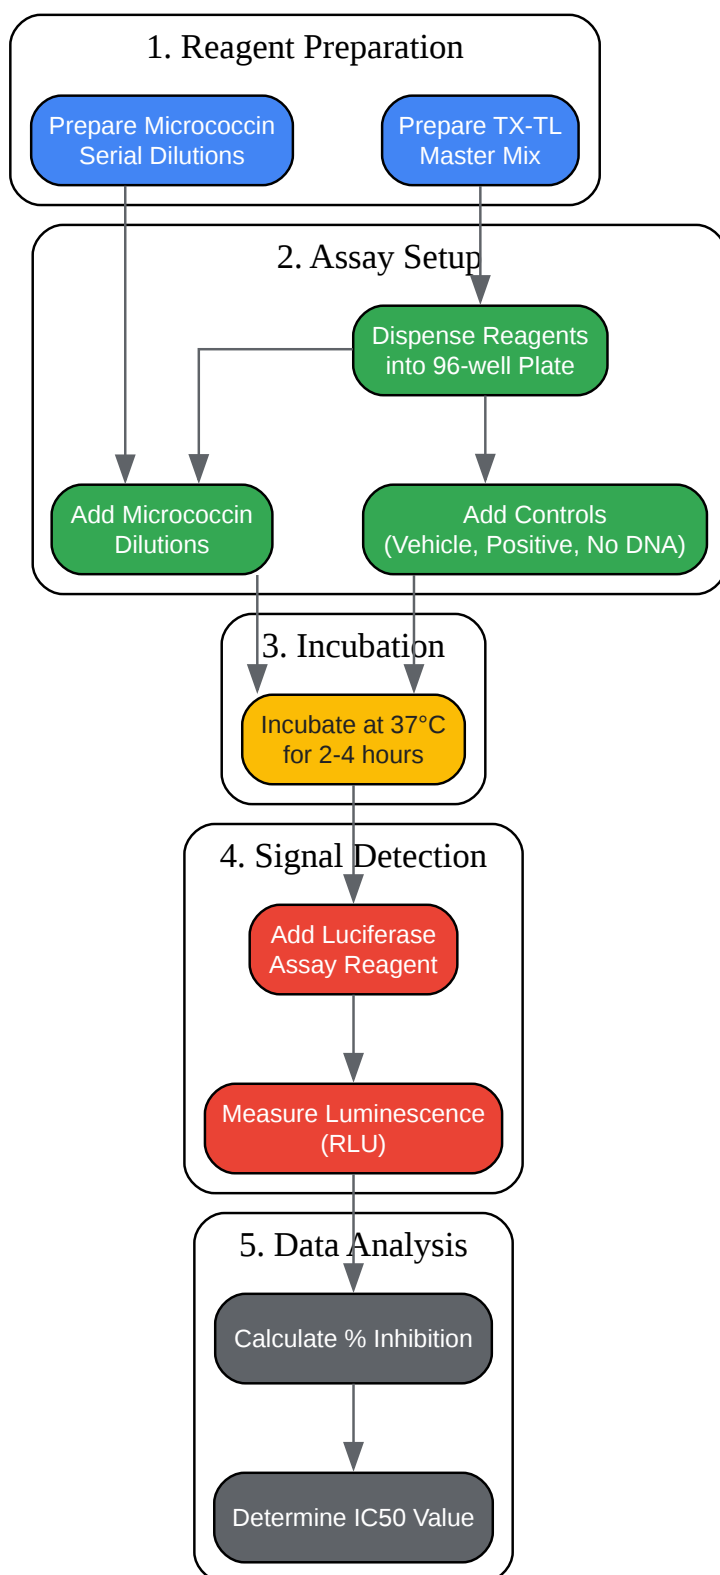 1. Reagent Preparation
Prepare Micrococcin
Serial Dilutions
Prepare TX-TL
Master Mix
2. Assay Setup
Dispense Reagents
into 96-well Plate
Add Micrococcin
Dilutions
Add Controls
(Vehicle, Positive, No DNA)
3. Incubation
Incubate at 37°C
for 2-4 hours
4. Signal Detection
Add Luciferase
Assay Reagent
Measure Luminescence
(RLU)
5. Data Analysis
Calculate % Inhibition
Determine IC50 Value